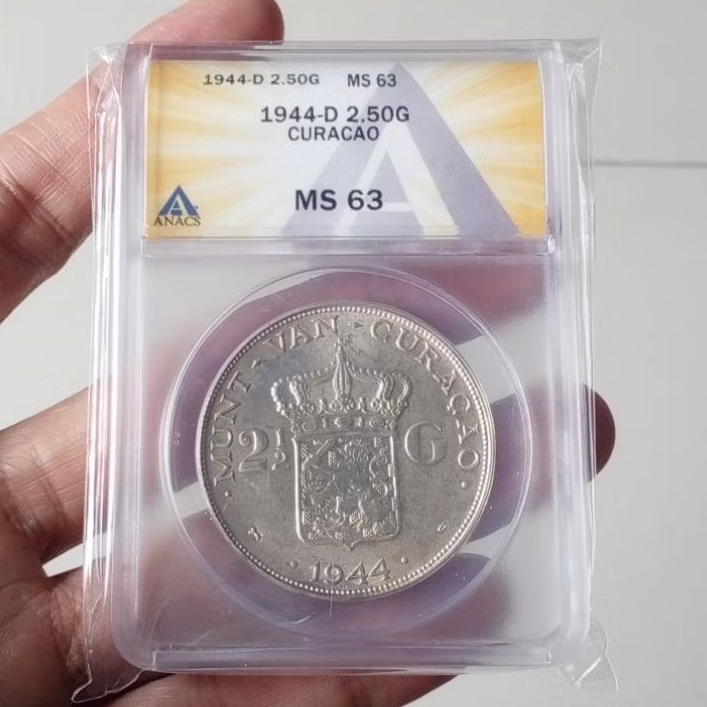 1944-D 2.50G MS 63
1944-D 2.50G
CURACAO
MS 63
ANACS
MUNT VAN CURAÇAO
2½ G
1944